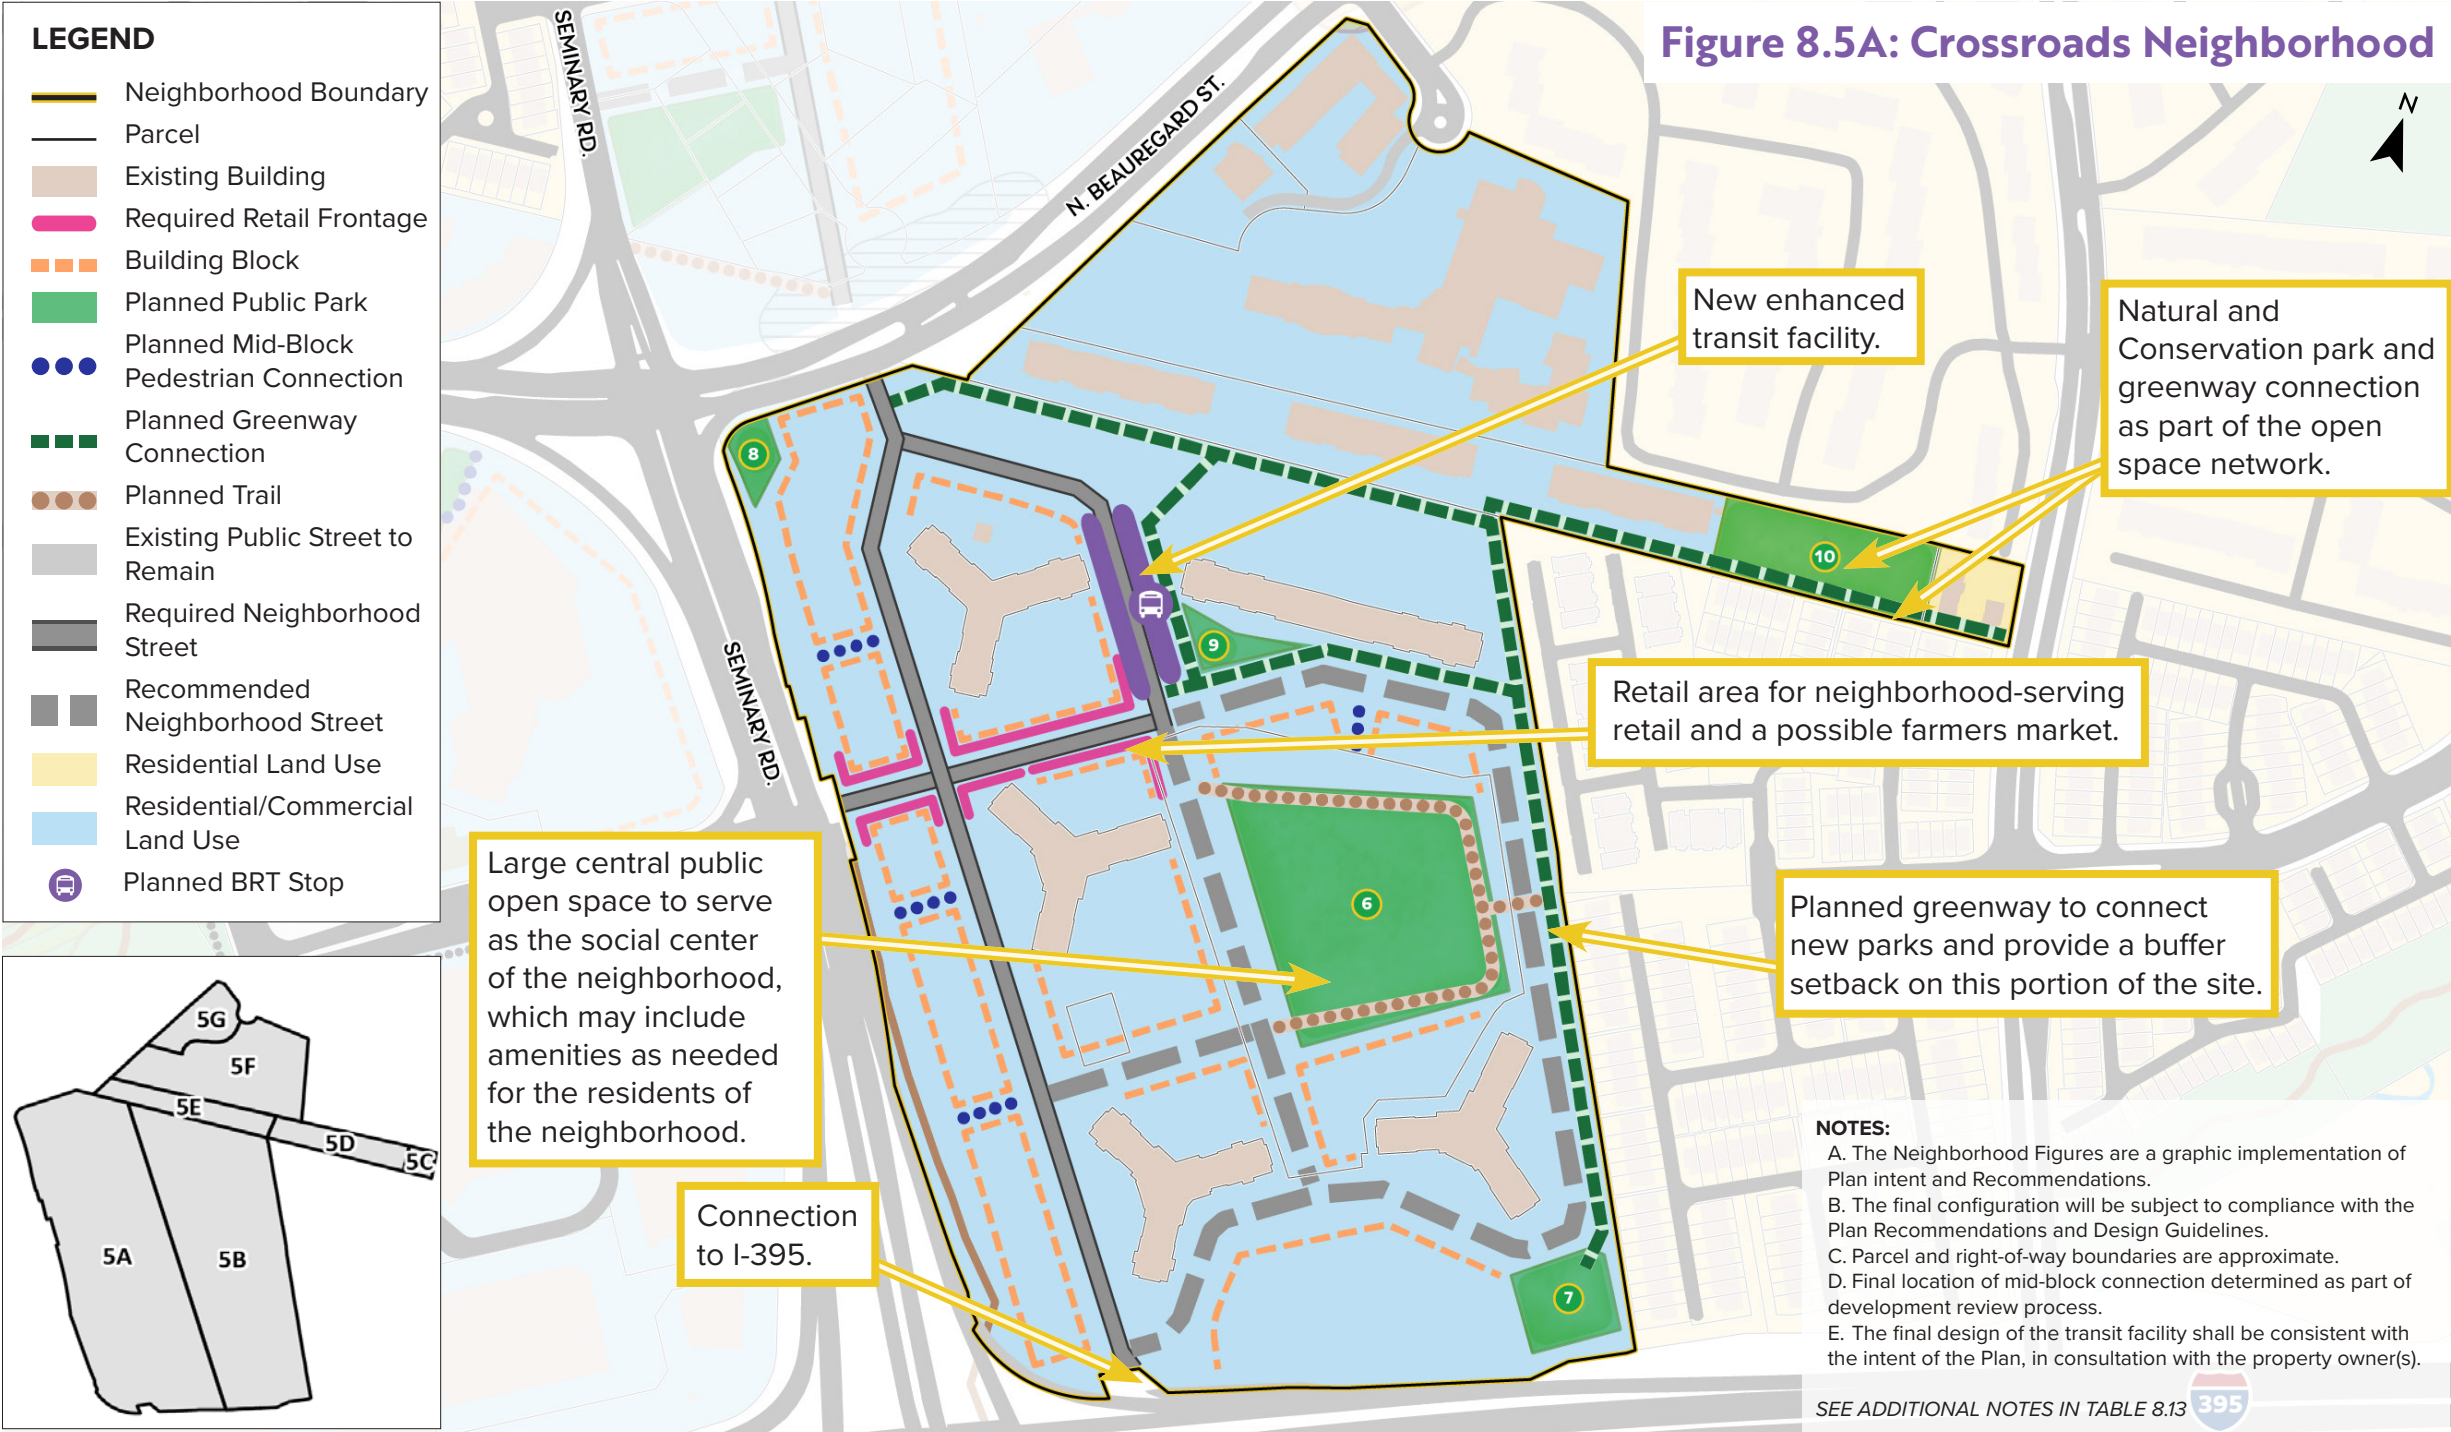 Figure 8.5A: Crossroads Neighborhood
LEGEND
Neighborhood Boundary
Parcel
Existing Building
Required Retail Frontage
Building Block
Planned Public Park
Planned Mid-Block
Pedestrian Connection
Planned Greenway
Connection
Planned Trail
Existing Public Street to
Remain
Required Neighborhood
Street
Recommended
Neighborhood Street
Residential Land Use
Residential/Commercial
Land Use
Planned BRT Stop
SEMINARY RD.
N. BEAUREGARD ST.
N
New enhanced
transit facility.
Natural and
Conservation park and
greenway connection
as part of the open
space network.
8
10
9
SEMINARY RD.
Retail area for neighborhood-serving
retail and a possible farmers market.
Large central public
open space to serve
as the social center
of the neighborhood,
which may include
amenities as needed
for the residents of
the neighborhood.
6
Planned greenway to connect
new parks and provide a buffer
setback on this portion of the site.
Connection
to I-395.
7
5G
5F
5E
5D
5C
5A
5B
NOTES:
A. The Neighborhood Figures are a graphic implementation of
Plan intent and Recommendations.
B. The final configuration will be subject to compliance with the
Plan Recommendations and Design Guidelines.
C. Parcel and right-of-way boundaries are approximate.
D. Final location of mid-block connection determined as part of
development review process.
E. The final design of the transit facility shall be consistent with
the intent of the Plan, in consultation with the property owner(s).
SEE ADDITIONAL NOTES IN TABLE 8.13
395